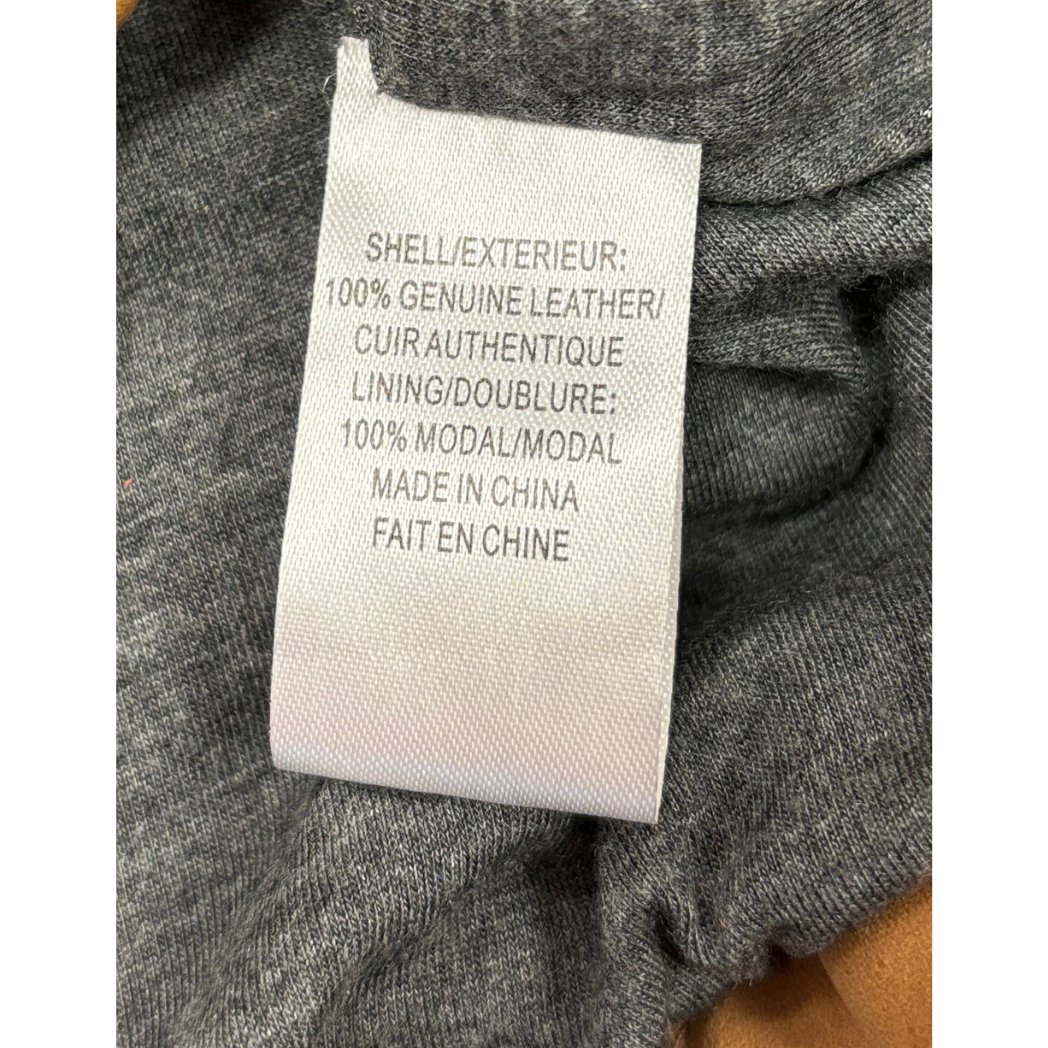 SHELL/EXTERIEUR:
100% GENUINE LEATHER/
CUIR AUTHENTIQUE
LINING/DOUBLURE:
100% MODAL/MODAL
MADE IN CHINA
FAIT EN CHINE